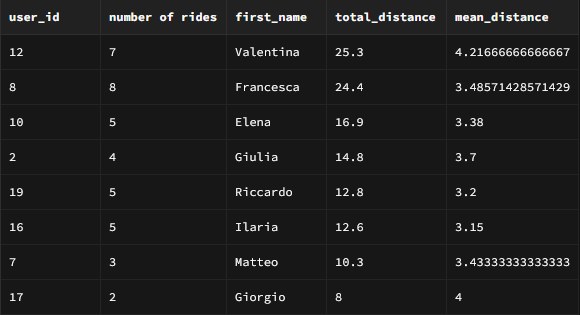 user_id number of rides first_name total_distance mean_distance
12 7 Valentina 25.3 4.21666666666667
8 8 Francesca 24.4 3.48571428571429
10 5 Elena 16.9 3.38
2 4 Giulia 14.8 3.7
19 5 Riccardo 12.8 3.2
16 5 Ilaria 12.6 3.15
7 3 Matteo 10.3 3.43333333333333
17 2 Giorgio 8 4